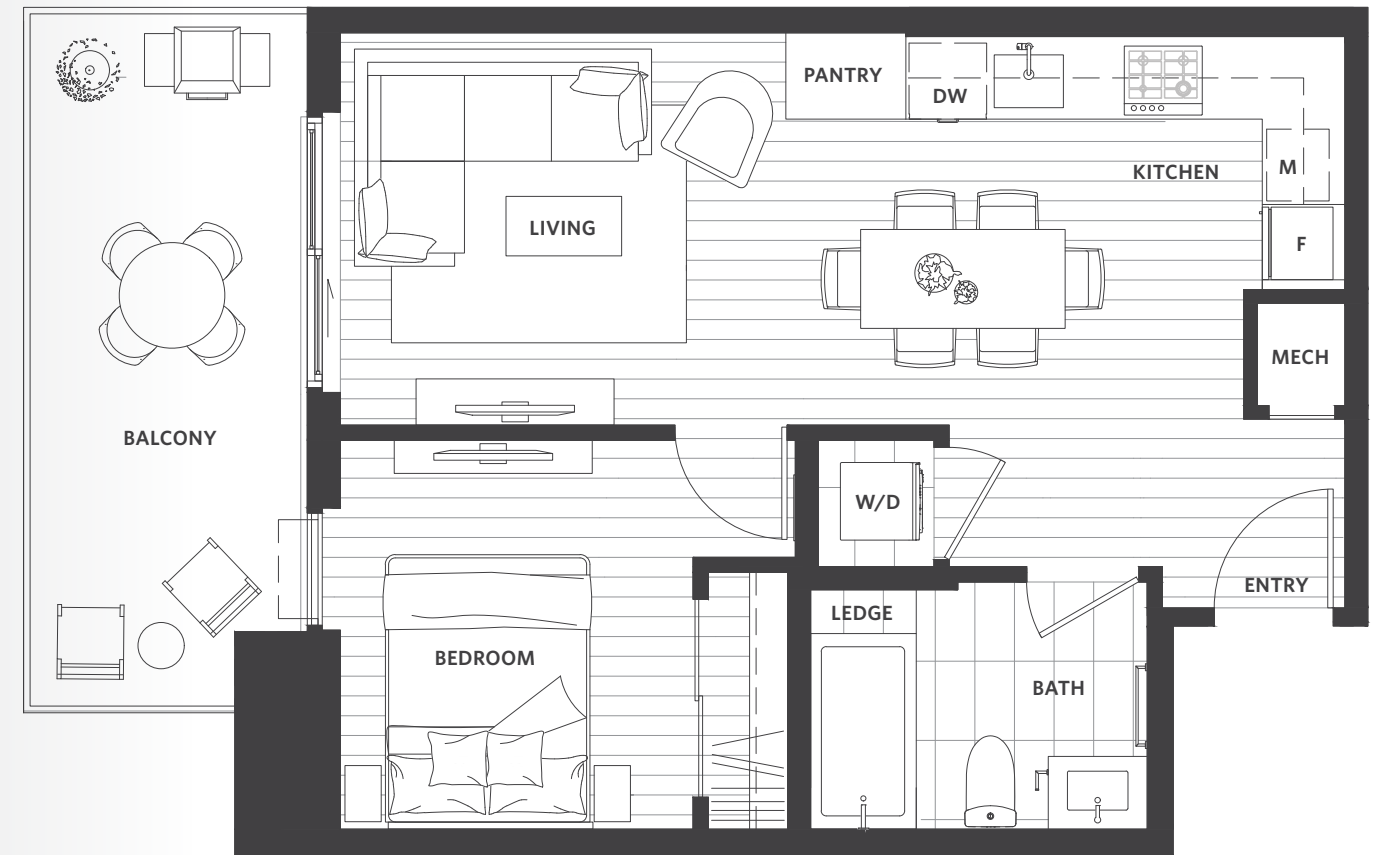 PANTRY
DW
KITCHEN
M
LIVING
F
MECH
BALCONY
W/D
ENTRY
LEDGE
BEDROOM
BATH